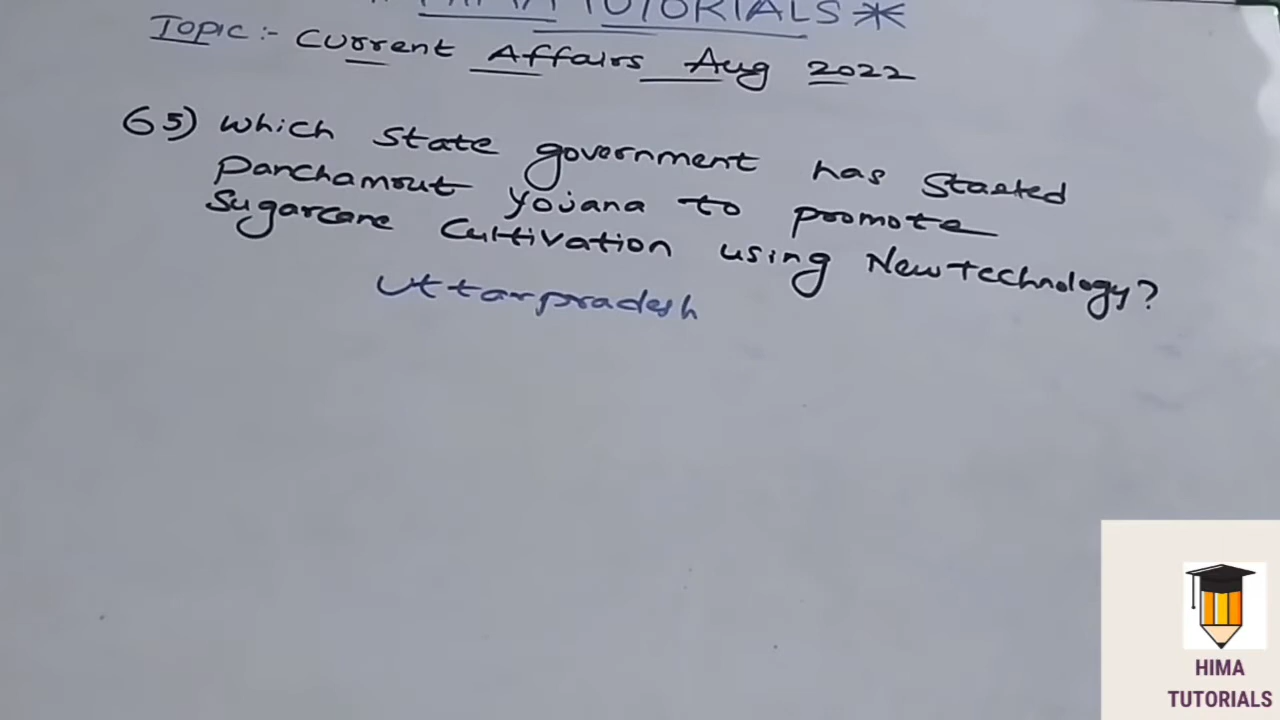 HIMA TUTORIALS *
Topic :- Current Affairs Aug 2022
65) Which State government has Started
Panchamrut Yojana to promote
Sugarcane Cultivation using New technology?
Uttarpradesh
HIMA
TUTORIALS